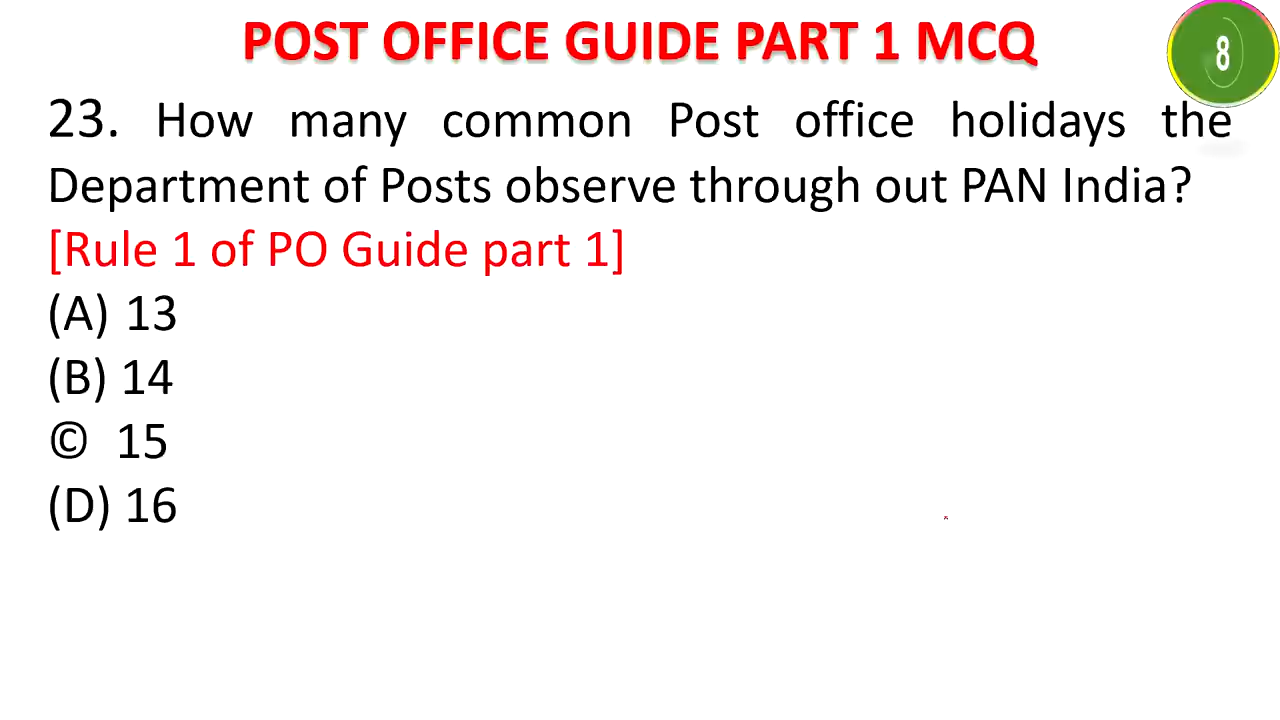 POST OFFICE GUIDE PART 1 MCQ
8
23. How many common Post office holidays the
Department of Posts observe through out PAN India?
[Rule 1 of PO Guide part 1]
(A) 13
(B) 14
© 15
(D) 16